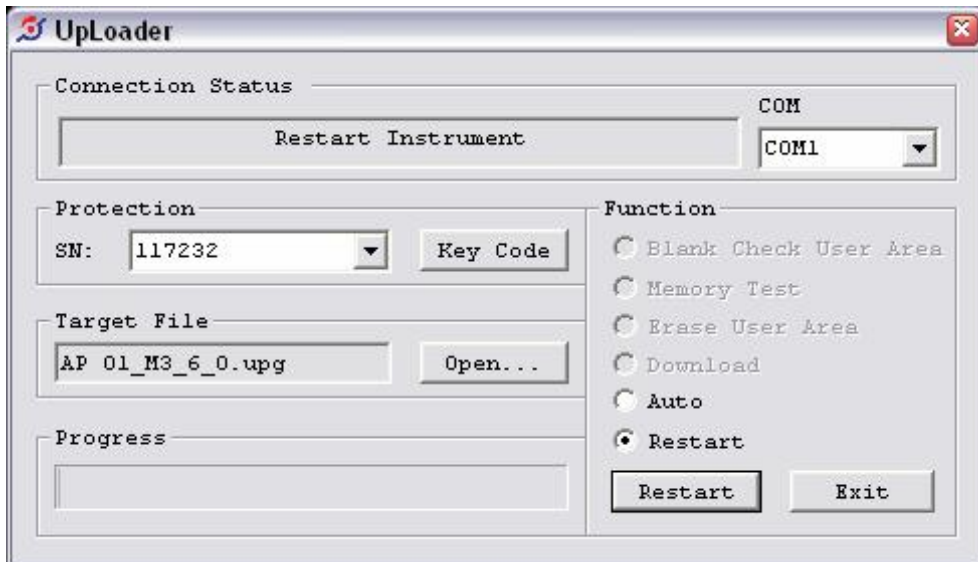 UpLoader
Connection Status
Restart Instrument
COM
COM1
Protection
SN:
117232
Key Code
Target File
AP 01_M3_6_0.upg
Open...
Progress
Function
Blank Check User Area
Memory Test
Erase User Area
Download
Auto
Restart
Restart
Exit